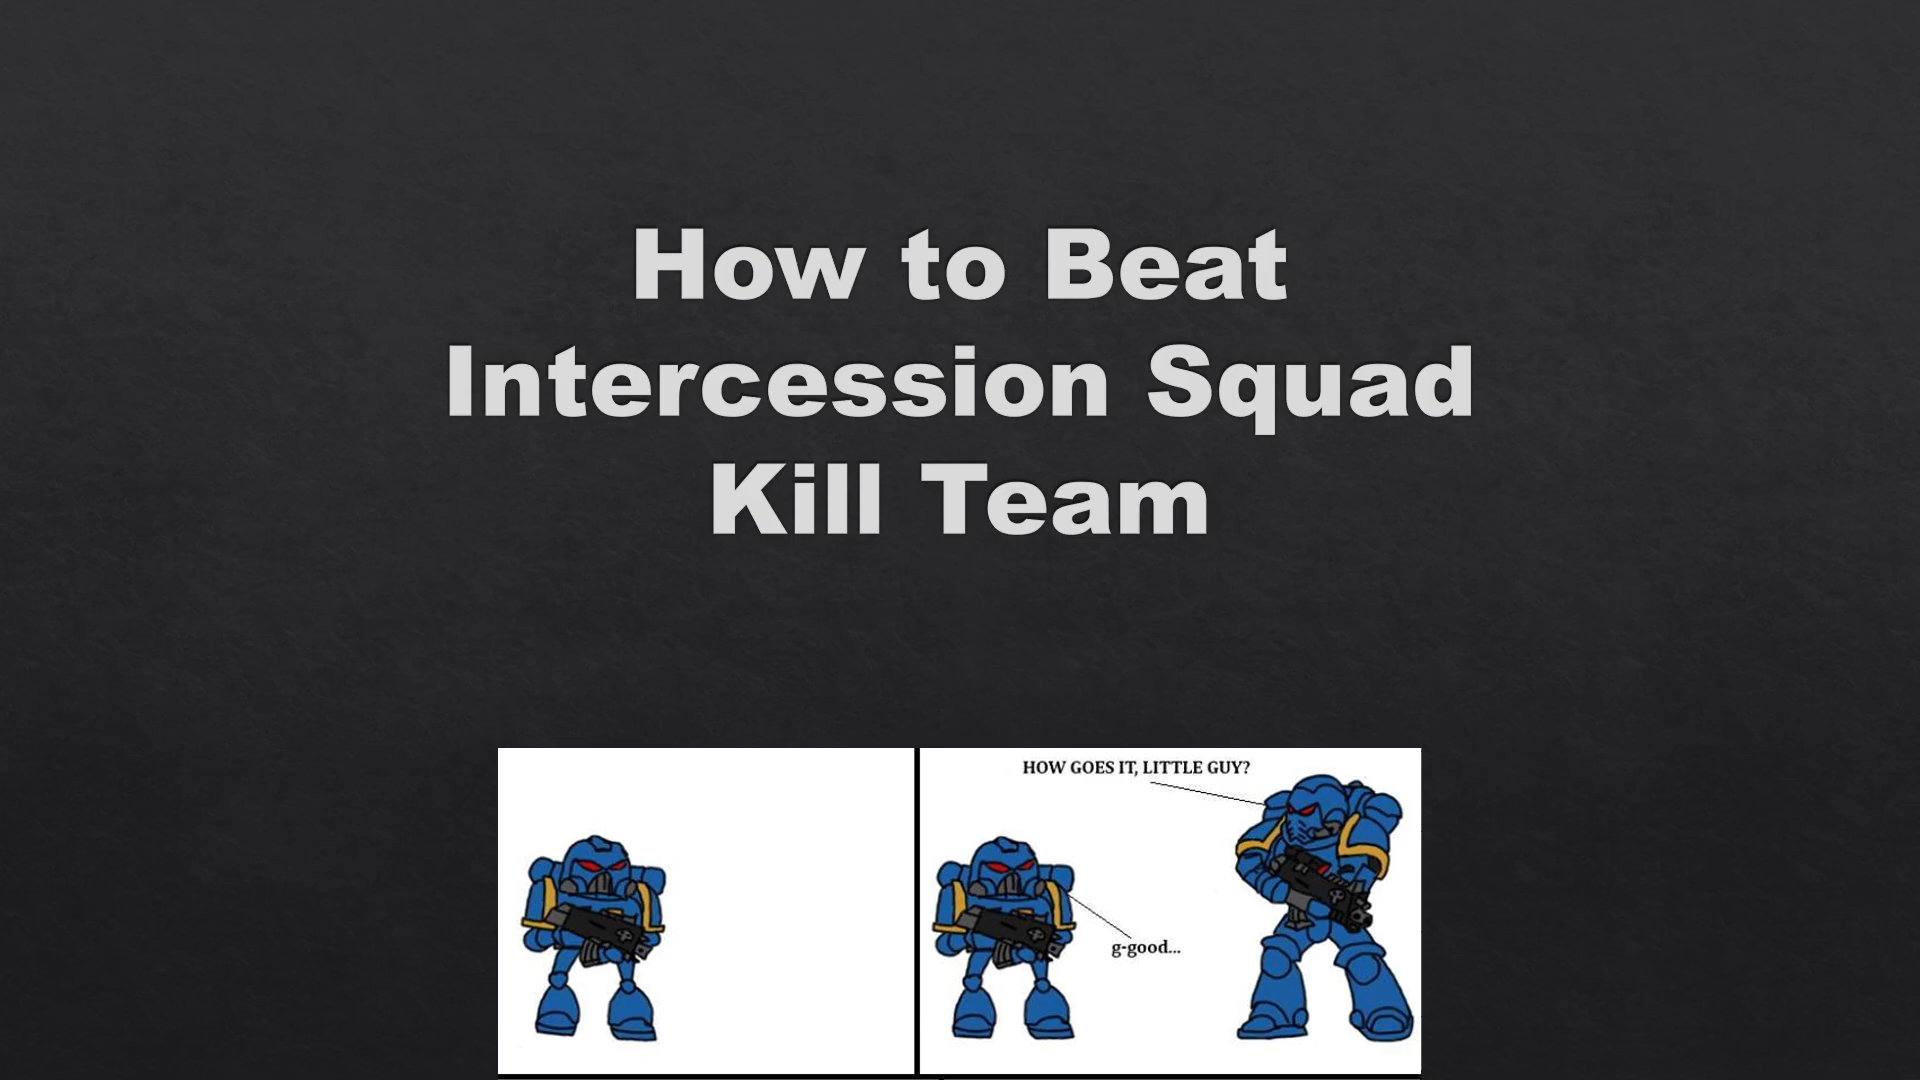 How to Beat
Intercession Squad
Kill Team
HOW GOES IT, LITTLE GUY?
g-good...